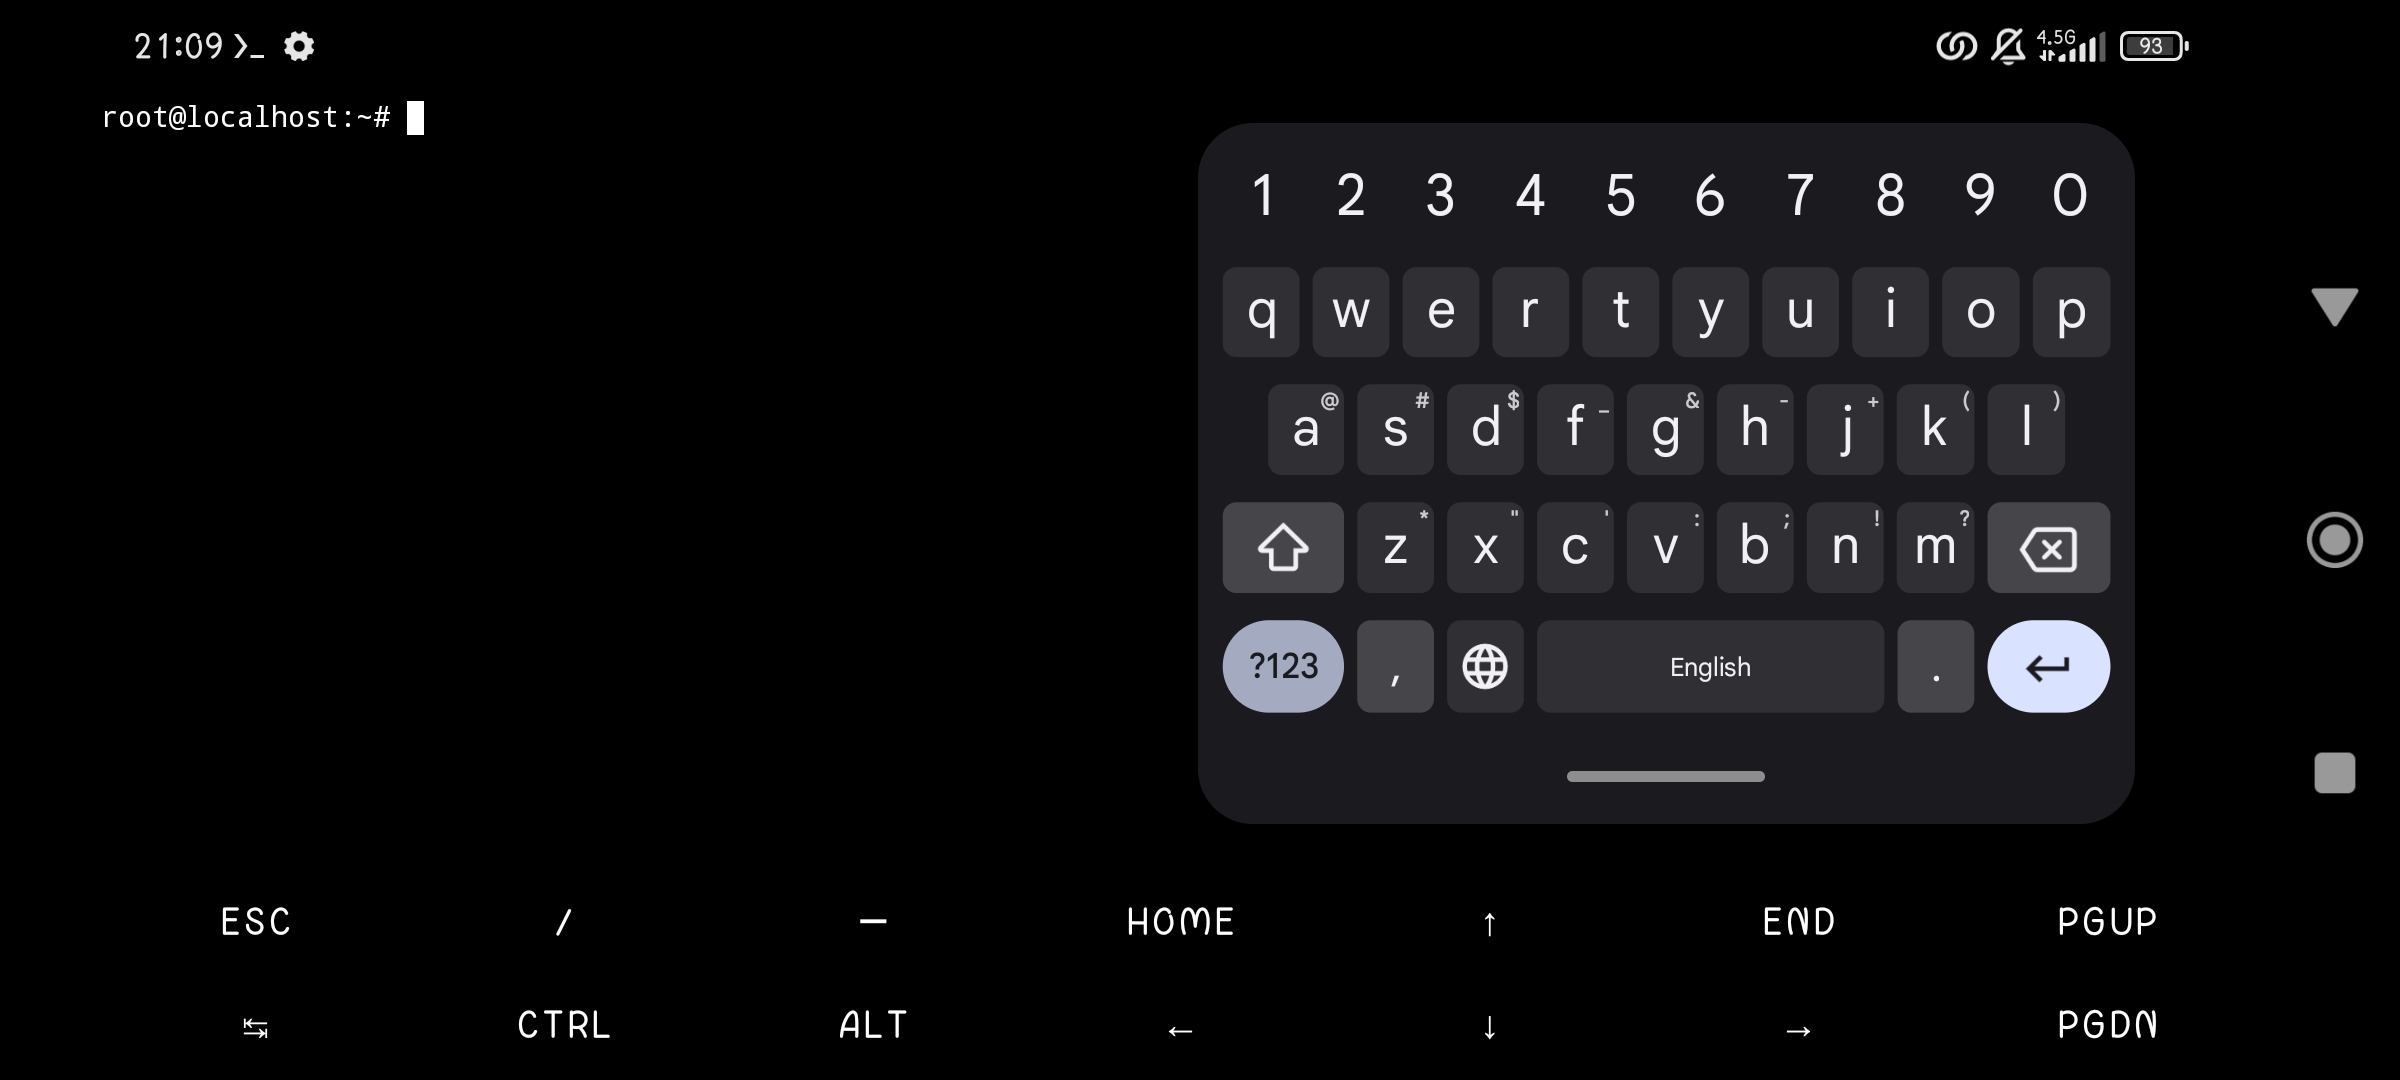 21:09
4.5G
93
root@localhost:~#
1 2 3 4 5 6 7 8 9 0
q w e r t y u i o p
@ # $ _ & - + ( )
a s d f g h j k l
* " ' : ; ! ?
z x c v b n m
?123 , English .
ESC / — HOME ↑ END PGUP
↹ CTRL ALT ← ↓ → PGDN